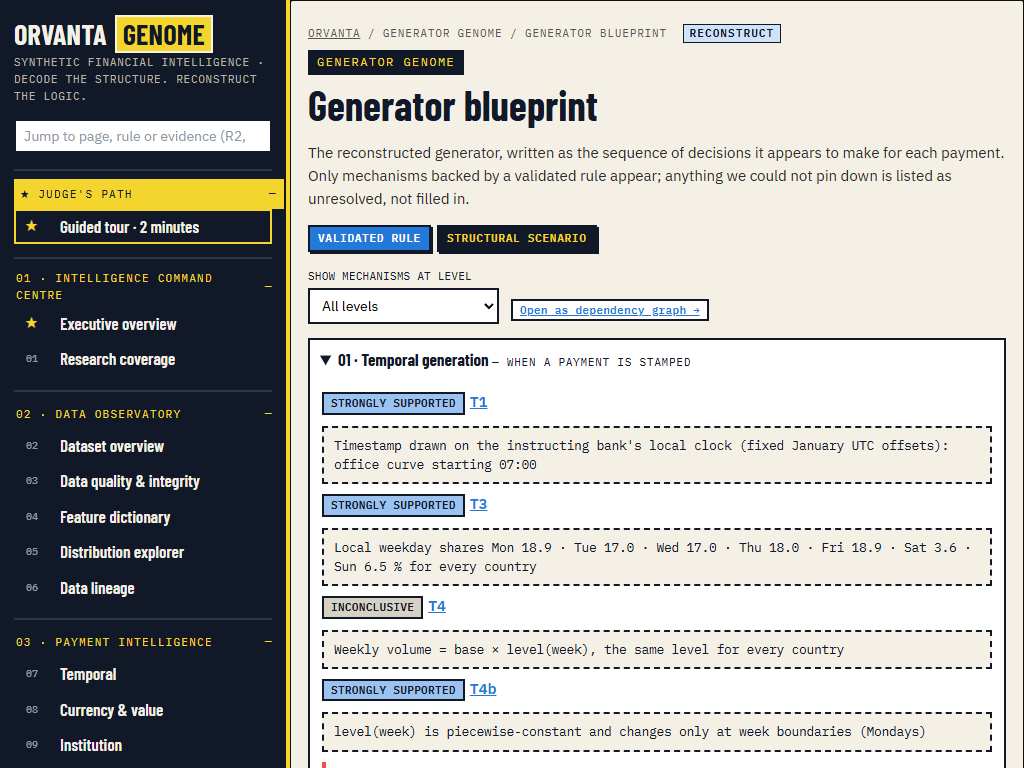 ORVANTA GENOME
SYNTHETIC FINANCIAL INTELLIGENCE ·
DECODE THE STRUCTURE. RECONSTRUCT
THE LOGIC.
Jump to page, rule or evidence (R2,
★ JUDGE'S PATH −
★ Guided tour · 2 minutes
01 · INTELLIGENCE COMMAND
CENTRE −
★ Executive overview
01 Research coverage
02 · DATA OBSERVATORY −
02 Dataset overview
03 Data quality & integrity
04 Feature dictionary
05 Distribution explorer
06 Data lineage
03 · PAYMENT INTELLIGENCE −
07 Temporal
08 Currency & value
09 Institution
ORVANTA / GENERATOR GENOME / GENERATOR BLUEPRINT RECONSTRUCT
GENERATOR GENOME
Generator blueprint
The reconstructed generator, written as the sequence of decisions it appears to make for each payment.
Only mechanisms backed by a validated rule appear; anything we could not pin down is listed as
unresolved, not filled in.
VALIDATED RULE STRUCTURAL SCENARIO
SHOW MECHANISMS AT LEVEL
All levels
Open as dependency graph →
▼ 01 · Temporal generation — WHEN A PAYMENT IS STAMPED
STRONGLY SUPPORTED T1
Timestamp drawn on the instructing bank's local clock (fixed January UTC offsets):
office curve starting 07:00
STRONGLY SUPPORTED T3
Local weekday shares Mon 18.9 · Tue 17.0 · Wed 17.0 · Thu 18.0 · Fri 18.9 · Sat 3.6 ·
Sun 6.5 % for every country
INCONCLUSIVE T4
Weekly volume = base × level(week), the same level for every country
STRONGLY SUPPORTED T4b
level(week) is piecewise-constant and changes only at week boundaries (Mondays)